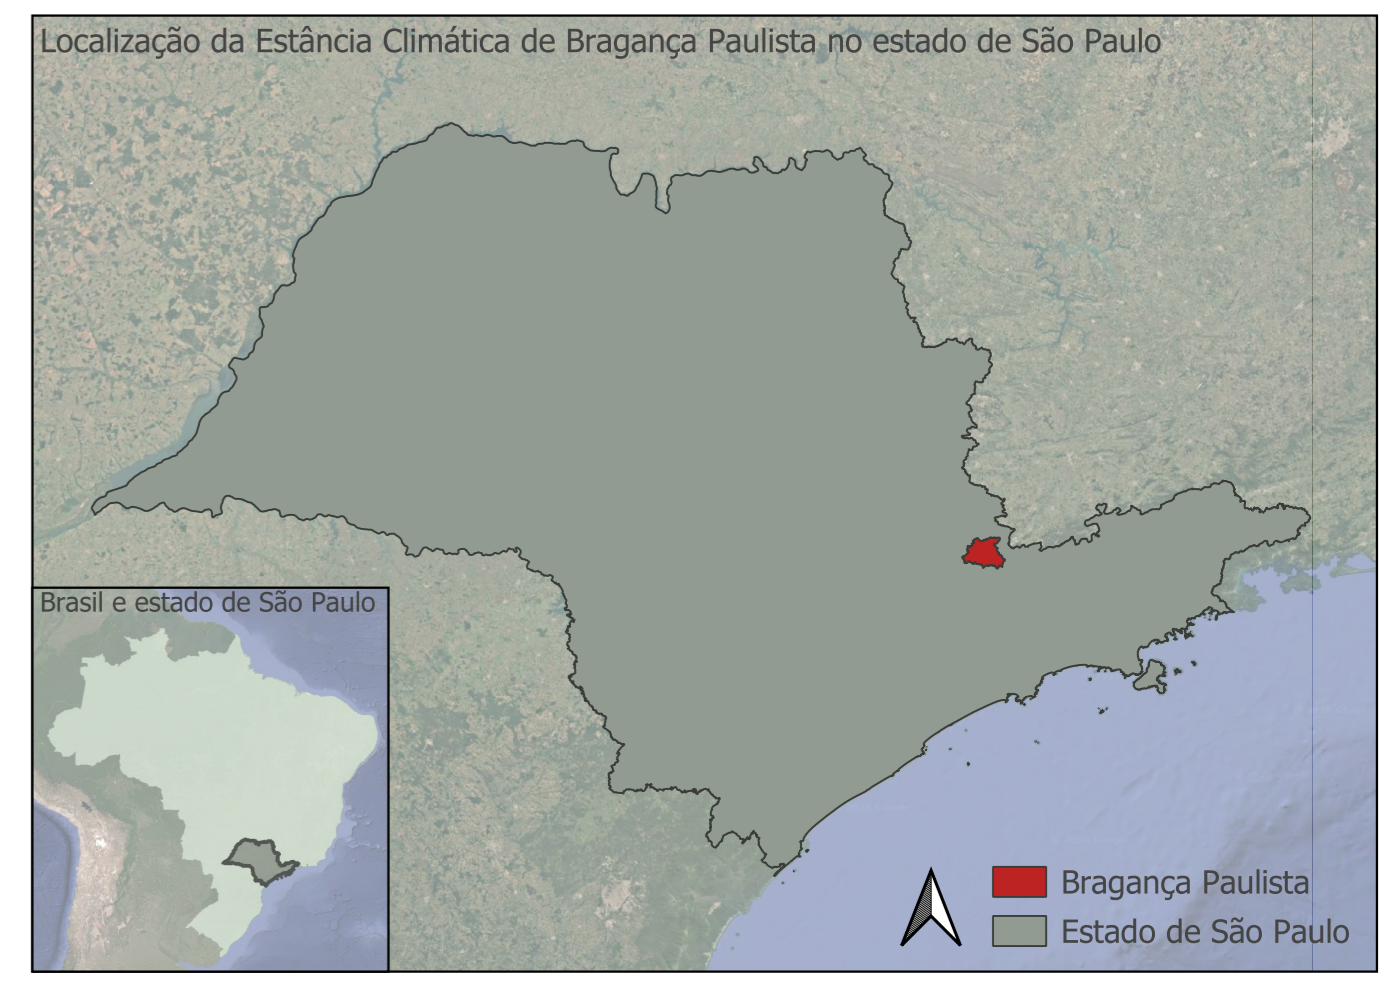 Localização da Estância Climática de Bragança Paulista no estado de São Paulo
Brasil e estado de São Paulo
Bragança Paulista
Estado de São Paulo